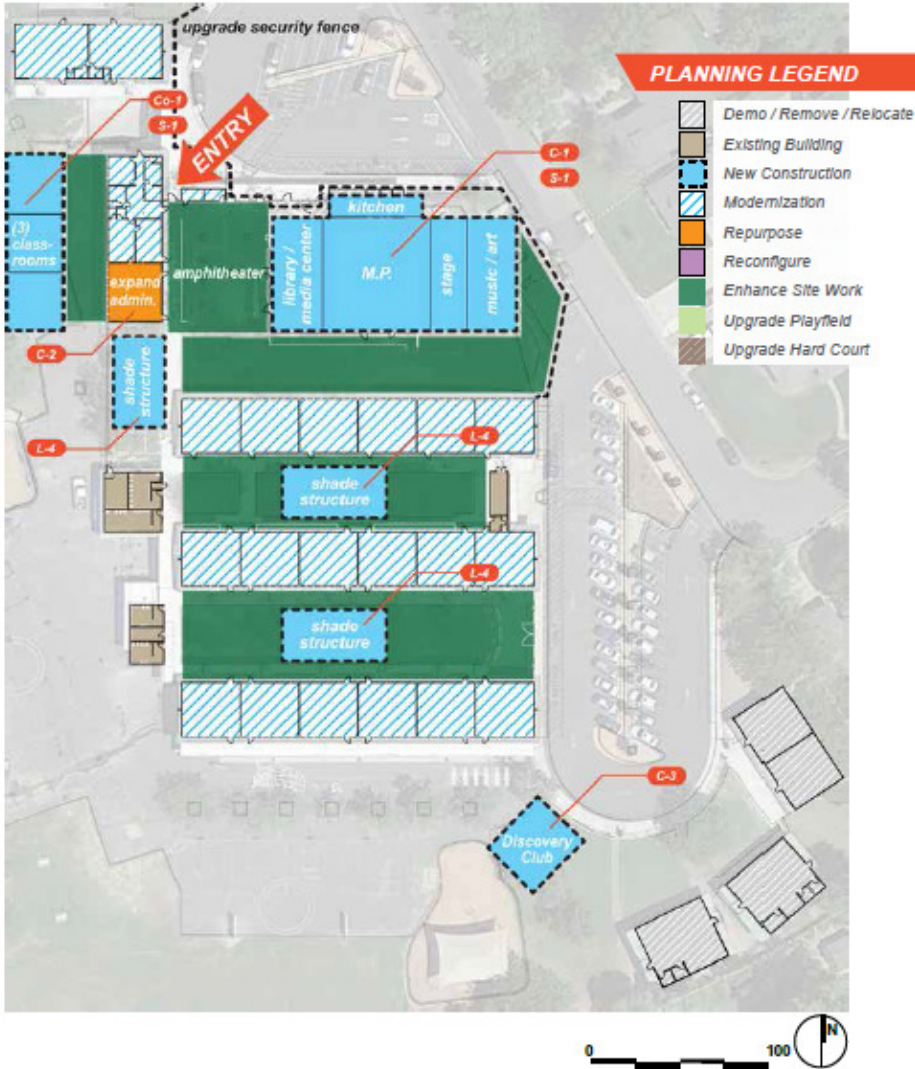 upgrade security fence
PLANNING LEGEND
Demo / Remove / Relocate
Existing Building
New Construction
Modernization
Repurpose
Reconfigure
Enhance Site Work
Upgrade Playfield
Upgrade Hard Court
Co-1
S-1
ENTRY
C-1
S-1
kitchen
(3)
class-
rooms
expand
admin.
amphitheater
library /
media center
M.P.
stage
music / art
C-2
shade
structure
L-4
L-4
shade
structure
L-4
shade
structure
C-3
Discovery
Club
0
100
N